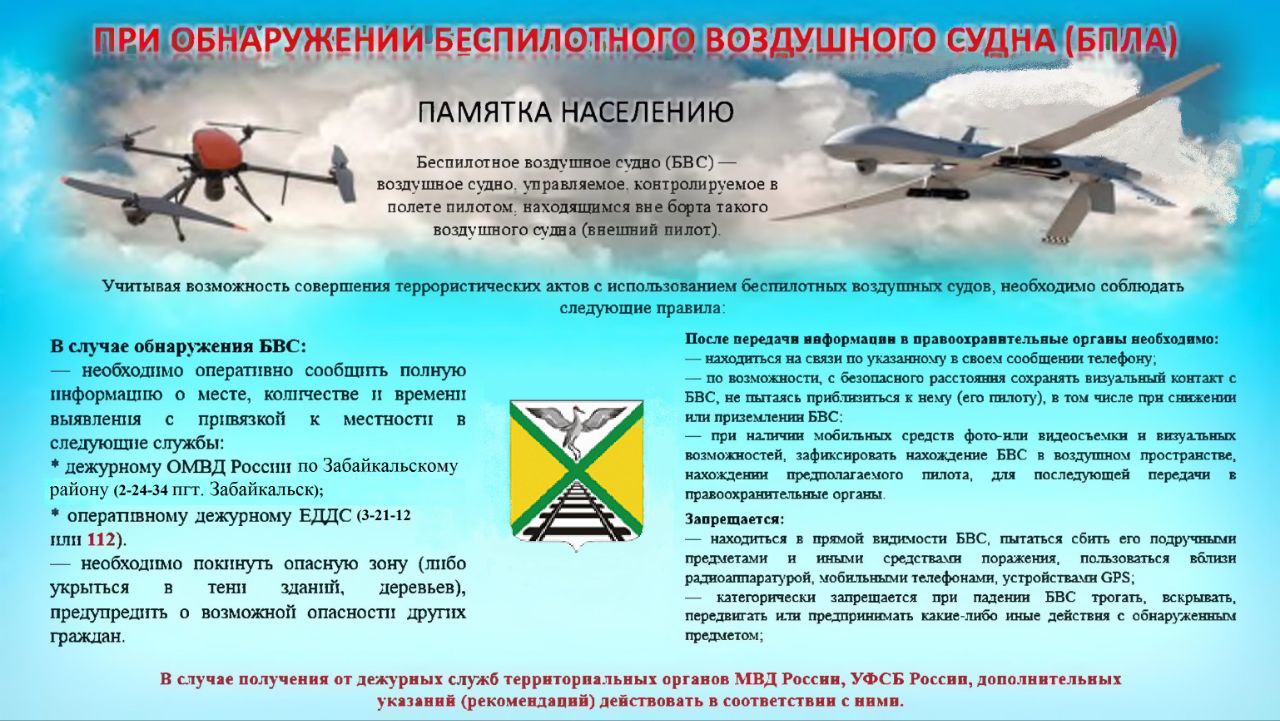 ПРИ ОБНАРУЖЕНИИ БЕСПИЛОТНОГО ВОЗДУШНОГО СУДНА (БПЛА)
ПАМЯТКА НАСЕЛЕНИЮ
Беспилотное воздушное судно (БВС) —
воздушное судно, управляемое, контролируемое в
полете пилотом, находящимся вне борта такого
воздушного судна (внешний пилот).
Учитывая возможность совершения террористических актов с использованием беспилотных воздушных судов, необходимо соблюдать
следующие правила:
В случае обнаружения БВС:
— необходимо оперативно сообщить полную
информацию о месте, количестве и времени
выявления с привязкой к местности в
следующие службы:
* дежурному ОМВД России по Забайкальскому
району (2-24-34 пгт. Забайкальск);
* оперативному дежурному ЕДДС (3-21-12
или 112).
— необходимо покинуть опасную зону (либо
укрыться в тени зданий, деревьев),
предупредить о возможной опасности других
граждан.
После передачи информации в правоохранительные органы необходимо:
— находиться на связи по указанному в своем сообщении телефону;
— по возможности, с безопасного расстояния сохранять визуальный контакт с
БВС, не пытаясь приблизиться к нему (его пилоту), в том числе при снижении
или приземлении БВС;
— при наличии мобильных средств фото-или видеосъемки и визуальных
возможностей, зафиксировать нахождение БВС в воздушном пространстве,
нахождении предполагаемого пилота, для последующей передачи в
правоохранительные органы.
Запрещается:
— находиться в прямой видимости БВС, пытаться сбить его подручными
предметами и иными средствами поражения, пользоваться вблизи
радиоаппаратурой, мобильными телефонами, устройствами GPS;
— категорически запрещается при падении БВС трогать, вскрывать,
передвигать или предпринимать какие-либо иные действия с обнаруженным
предметом;
В случае получения от дежурных служб территориальных органов МВД России, УФСБ России, дополнительных
указаний (рекомендаций) действовать в соответствии с ними.